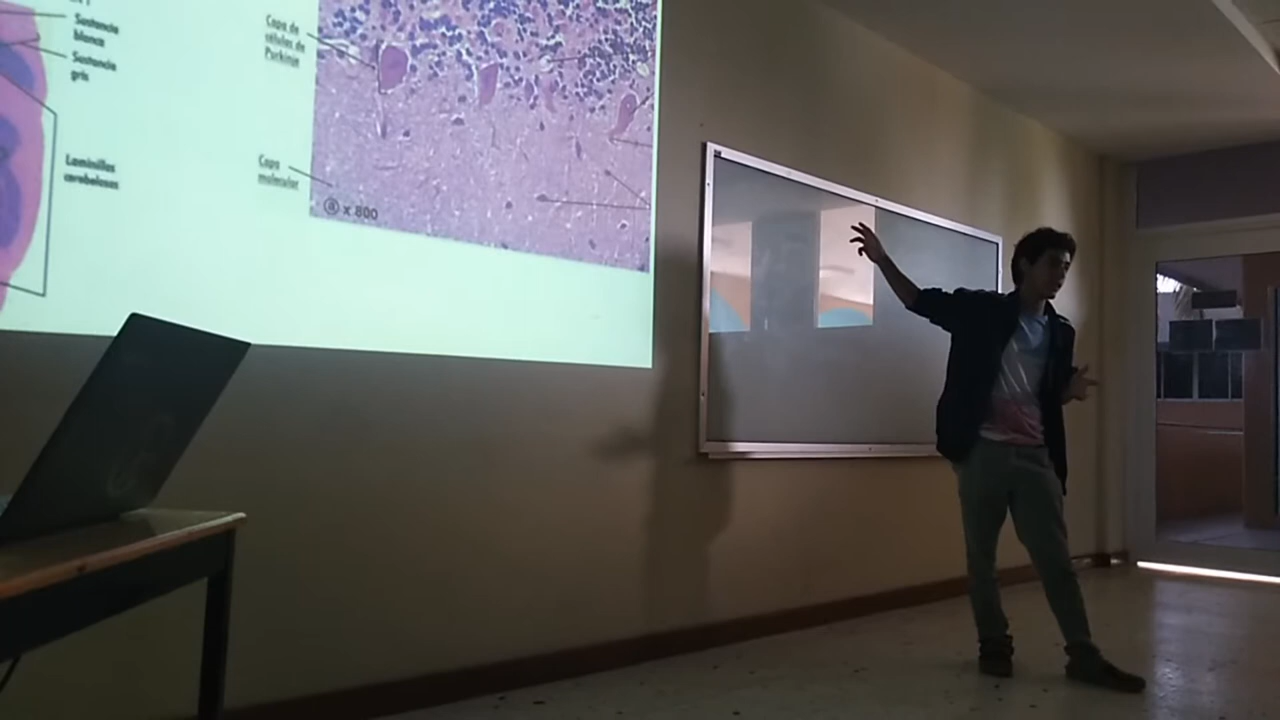 Sustancia
blanca
Sustancia
gris
Laminillas
cerebelosas
Capa de
células de
Purkinje
Capa
molecular
a x 800